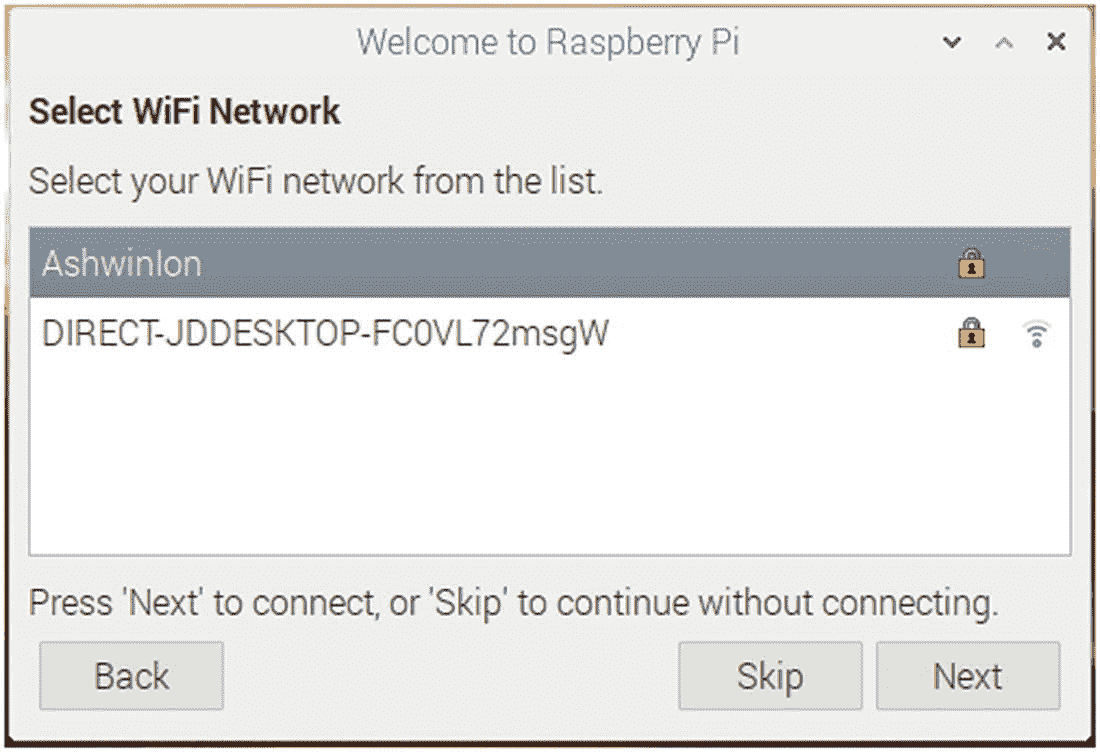 Welcome to Raspberry Pi
Select WiFi Network
Select your WiFi network from the list.
Ashwinlon
DIRECT-JDDESKTOP-FC0VL72msgW
Press 'Next' to connect, or 'Skip' to continue without connecting.
Back Skip Next